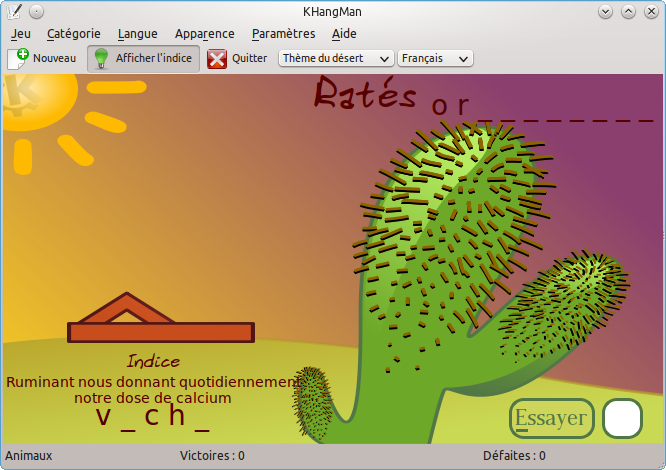 KHangMan
Jeu Catégorie Langue Apparence Paramètres Aide
Nouveau Afficher l'indice Quitter Thème du désert Français
K
Ratés o r _ _ _ _ _ _ _ _
Indice
Ruminant nous donnant quotidiennement
notre dose de calcium
v _ c h _
Essayer
Animaux Victoires : 0 Défaites : 0